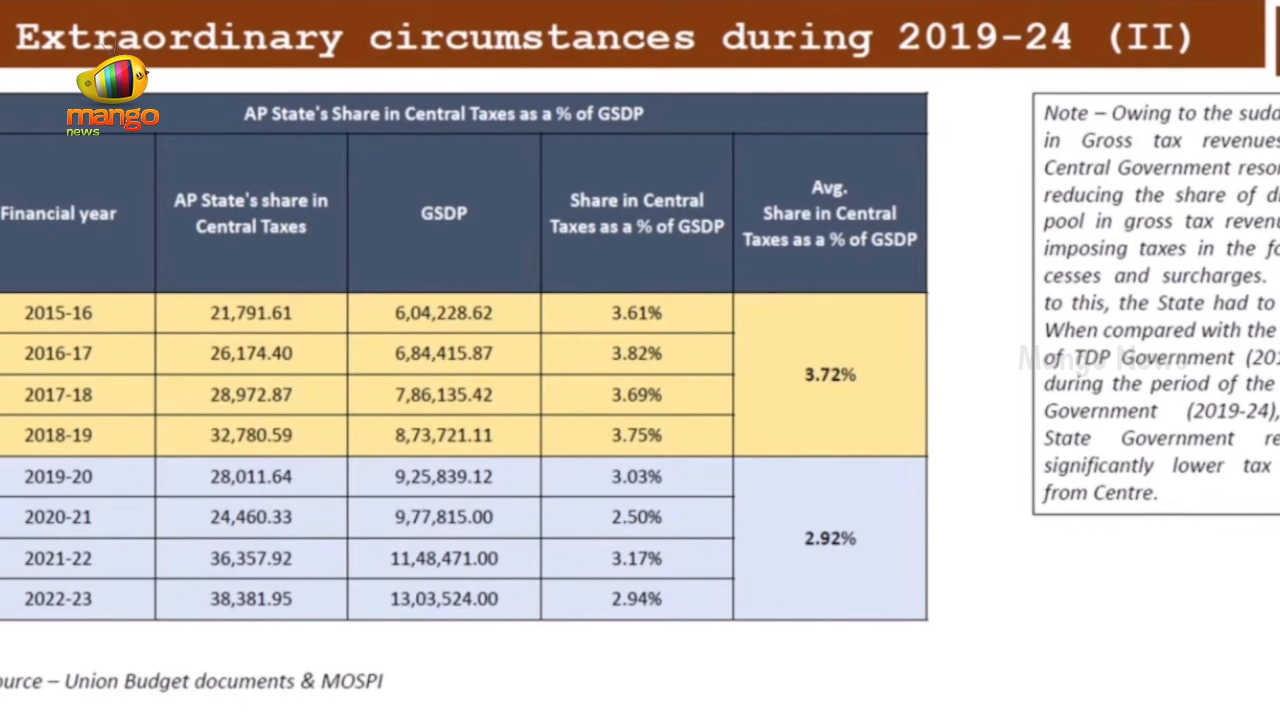 Extraordinary circumstances during 2019-24 (II)
mango
news
AP State's Share in Central Taxes as a % of GSDP
Financial year
AP State's share in
Central Taxes
GSDP
Share in Central
Taxes as a % of GSDP
Avg.
Share in Central
Taxes as a % of GSDP
2015-16 21,791.61 6,04,228.62 3.61%
2016-17 26,174.40 6,84,415.87 3.82%
3.72%
2017-18 28,972.87 7,86,135.42 3.69%
2018-19 32,780.59 8,73,721.11 3.75%
2019-20 28,011.64 9,25,839.12 3.03%
2020-21 24,460.33 9,77,815.00 2.50%
2.92%
2021-22 36,357.92 11,48,471.00 3.17%
2022-23 38,381.95 13,03,524.00 2.94%
Note – Owing to the
in Gross tax revenues
Central Government
reducing the share of
pool in gross tax
imposing taxes in the
cesses and surcharges.
to this, the State had to
When compared with the
of TDP Government
during the period of the
Government (2019-24),
State Government
significantly lower tax
from Centre.
Mango News
– Union Budget documents & MOSPI